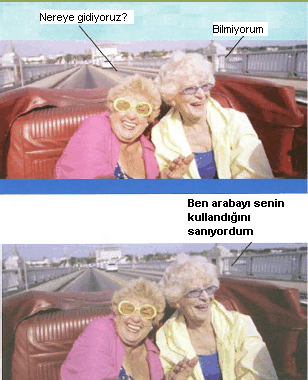 Nereye gidiyoruz?
Bilmiyorum
Ben arabayı senin
kullandığını
sanıyordum